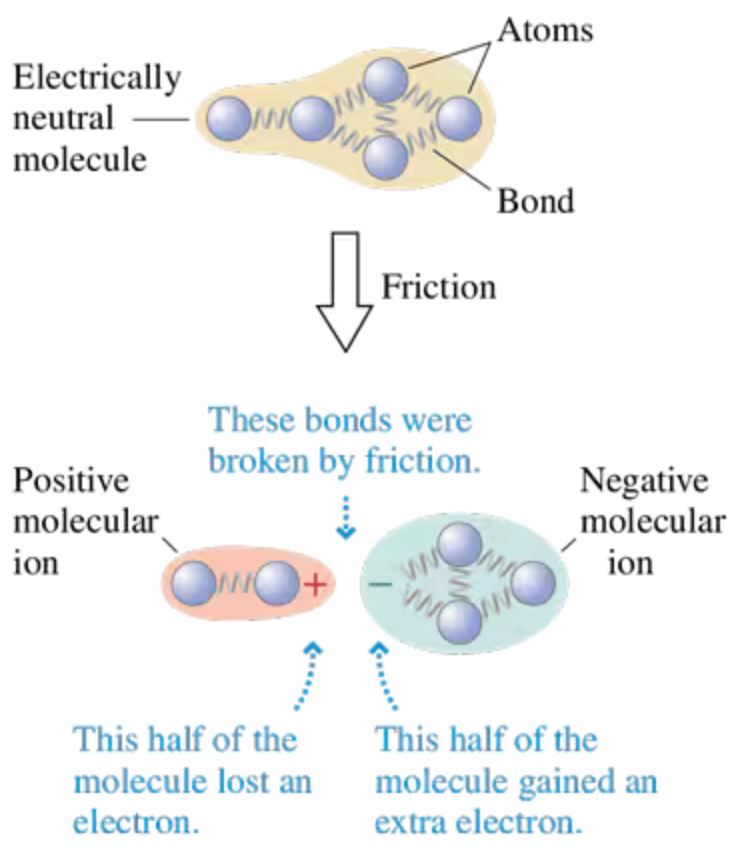 Atoms
Electrically
neutral
molecule
Bond
Friction
These bonds were
broken by friction.
Positive
molecular
ion
Negative
molecular
ion
+
−
This half of the
molecule lost an
electron.
This half of the
molecule gained an
extra electron.